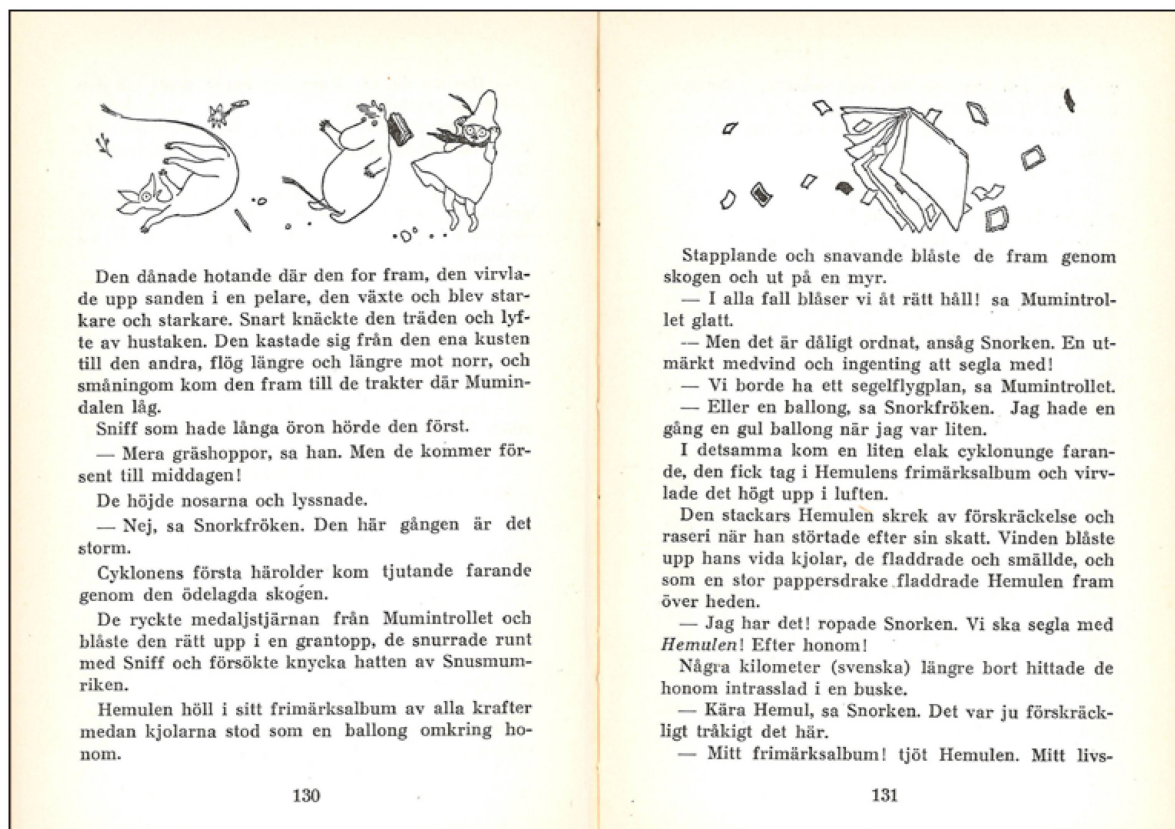 Den dånade hotande där den for fram, den virvla-
de upp sanden i en pelare, den växte och blev star-
kare och starkare. Snart knäckte den träden och lyf-
te av hustaken. Den kastade sig från den ena kusten
till den andra, flög längre och längre mot norr, och
småningom kom den fram till de trakter där Mumin-
dalen låg.
Sniff som hade långa öron hörde den först.
— Mera gräshoppor, sa han. Men de kommer för-
sent till middagen!
De höjde nosarna och lyssnade.
— Nej, sa Snorkfröken. Den här gången är det
storm.
Cyklonens första härolder kom tjutande farande
genom den ödelagda skogen.
De ryckte medaljstjärnan från Mumintrollet och
blåste den rätt upp i en grantopp, de snurrade runt
med Sniff och försökte knycka hatten av Snusmum-
riken.
Hemulen höll i sitt frimärksalbum av alla krafter
medan kjolarna stod som en ballong omkring ho-
nom.
130
Stapplande och snavande blåste de fram genom
skogen och ut på en myr.
— I alla fall blåser vi åt rätt håll! sa Mumintrol-
let glatt.
— Men det är dåligt ordnat, ansåg Snorken. En ut-
märkt medvind och ingenting att segla med!
— Vi borde ha ett segelflygplan, sa Mumintrollet.
— Eller en ballong, sa Snorkfröken. Jag hade en
gång en gul ballong när jag var liten.
I detsamma kom en liten elak cyklonunge faran-
de, den fick tag i Hemulens frimärksalbum och virv-
lade det högt upp i luften.
Den stackars Hemulen skrek av förskräckelse och
raseri när han störtade efter sin skatt. Vinden blåste
upp hans vida kjolar, de fladdrade och smällde, och
som en stor pappersdrake fladdrade Hemulen fram
över heden.
— Jag har det! ropade Snorken. Vi ska segla med
Hemulen! Efter honom!
Några kilometer (svenska) längre bort hittade de
honom intrasslad i en buske.
— Kära Hemul, sa Snorken. Det var ju förskräck-
ligt tråkigt det här.
— Mitt frimärksalbum! tjöt Hemulen. Mitt livs-
131